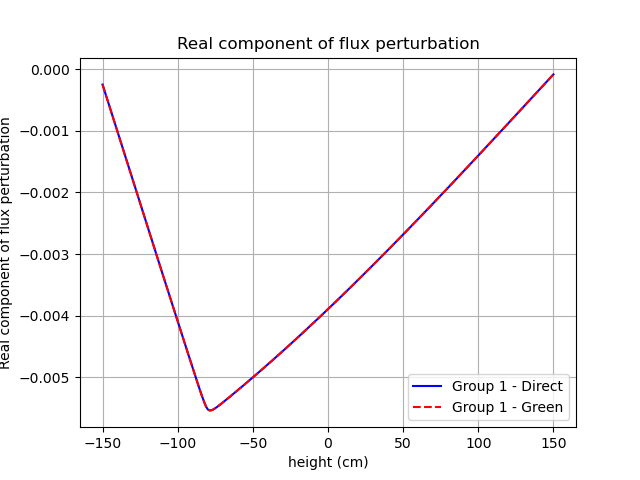 Real component of flux perturbation
Real component of flux perturbation
0.000
−0.001
−0.002
−0.003
−0.004
−0.005
−150
−100
−50
0
50
100
150
height (cm)
Group 1 - Direct
Group 1 - Green